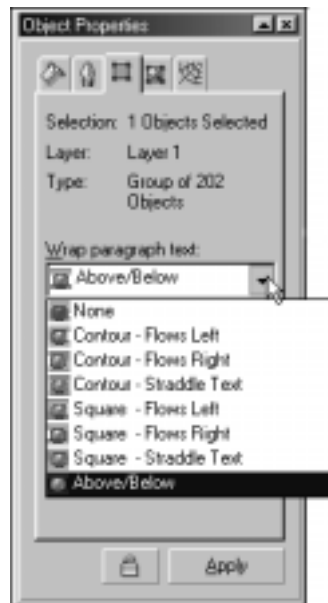 Object Properties
Selection: 1 Objects Selected
Layer: Layer 1
Type: Group of 202
Objects
Wrap paragraph text:
Above/Below
None
Contour - Flows Left
Contour - Flows Right
Contour - Straddle Text
Square - Flows Left
Square - Flows Right
Square - Straddle Text
Above/Below
Apply